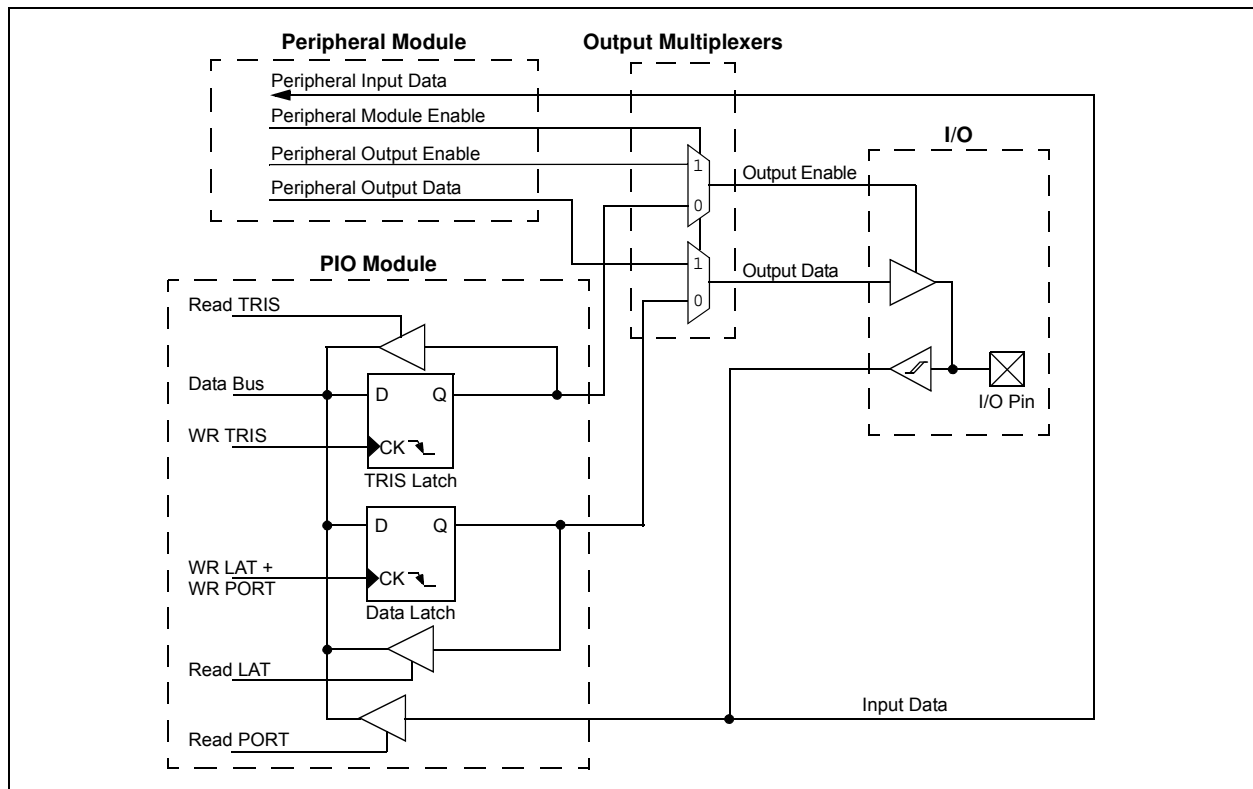 Peripheral Module
Output Multiplexers
Peripheral Input Data
Peripheral Module Enable
Peripheral Output Enable
Peripheral Output Data
1
0
Output Enable
1
0
Output Data
I/O
I/O Pin
PIO Module
Read TRIS
Data Bus
D Q
WR TRIS
CK
TRIS Latch
D Q
WR LAT +
WR PORT
CK
Data Latch
Read LAT
Read PORT
Input Data